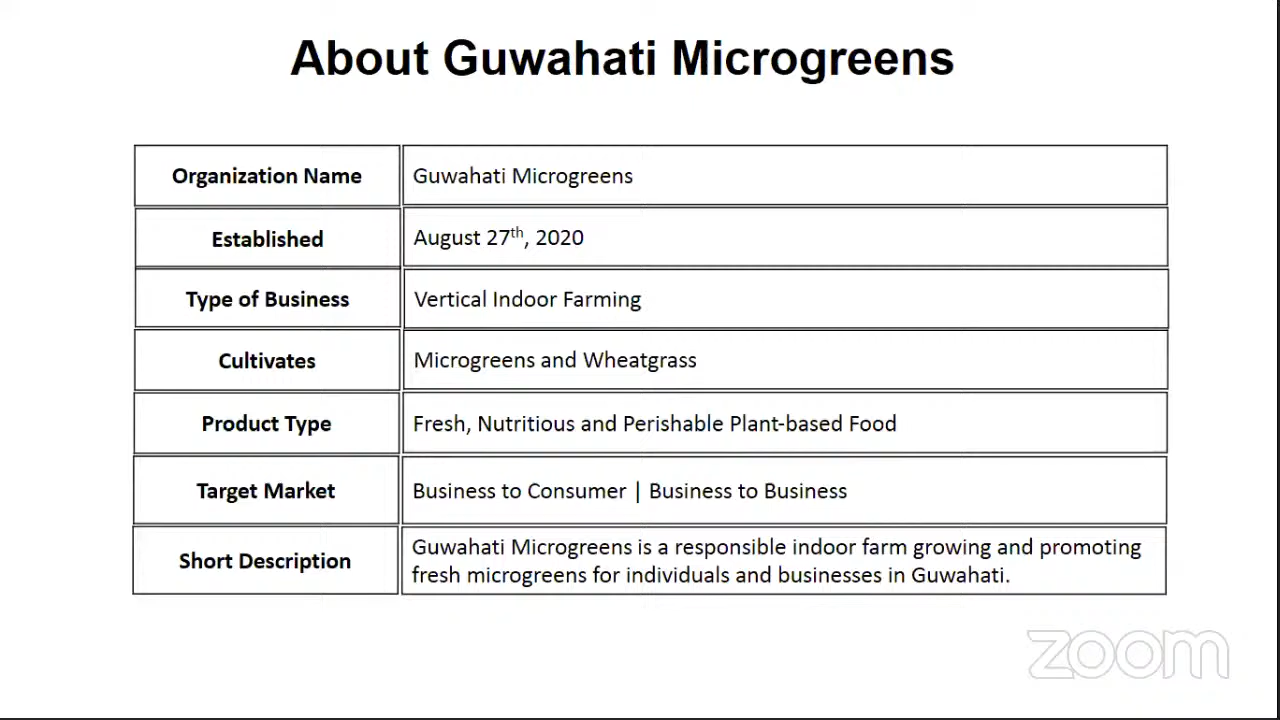 About Guwahati Microgreens
Organization Name
Guwahati Microgreens
Established
August 27th, 2020
Type of Business
Vertical Indoor Farming
Cultivates
Microgreens and Wheatgrass
Product Type
Fresh, Nutritious and Perishable Plant-based Food
Target Market
Business to Consumer | Business to Business
Short Description
Guwahati Microgreens is a responsible indoor farm growing and promoting
fresh microgreens for individuals and businesses in Guwahati.
zoom